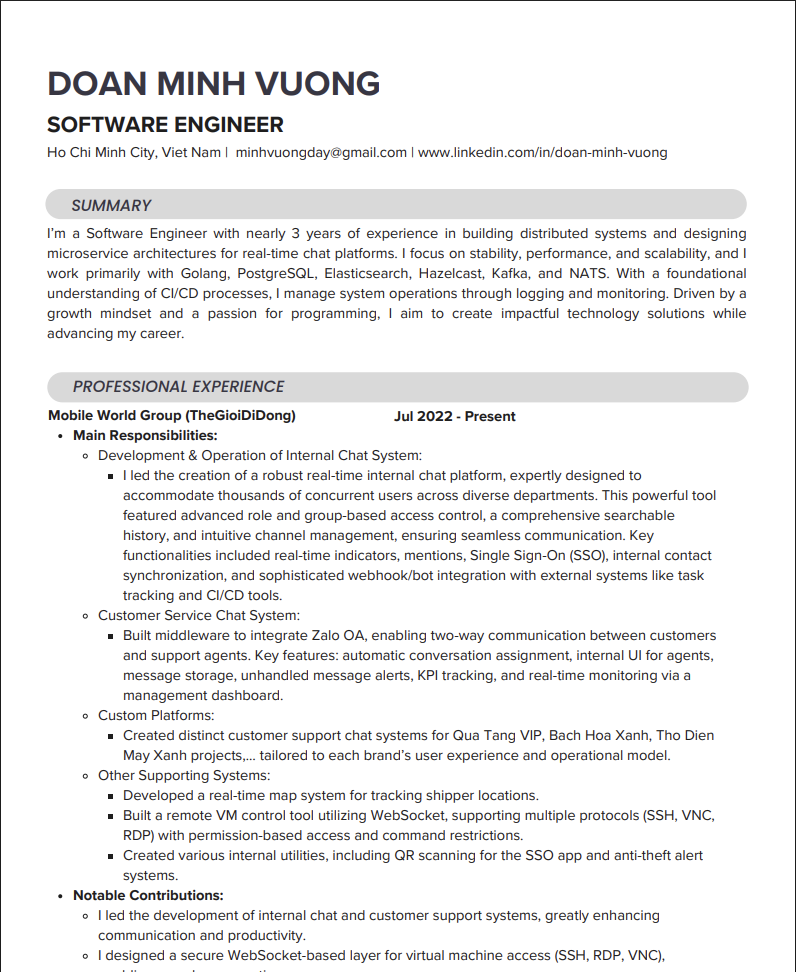 DOAN MINH VUONG
SOFTWARE ENGINEER
Ho Chi Minh City, Viet Nam | minhvuongday@gmail.com | www.linkedin.com/in/doan-minh-vuong
SUMMARY
I’m a Software Engineer with nearly 3 years of experience in building distributed systems and designing
microservice architectures for real-time chat platforms. I focus on stability, performance, and scalability, and I
work primarily with Golang, PostgreSQL, Elasticsearch, Hazelcast, Kafka, and NATS. With a foundational
understanding of CI/CD processes, I manage system operations through logging and monitoring. Driven by a
growth mindset and a passion for programming, I aim to create impactful technology solutions while
advancing my career.
PROFESSIONAL EXPERIENCE
Mobile World Group (TheGioiDiDong) Jul 2022 - Present
• Main Responsibilities:
◦ Development & Operation of Internal Chat System:
▪ I led the creation of a robust real-time internal chat platform, expertly designed to
accommodate thousands of concurrent users across diverse departments. This powerful tool
featured advanced role and group-based access control, a comprehensive searchable
history, and intuitive channel management, ensuring seamless communication. Key
functionalities included real-time indicators, mentions, Single Sign-On (SSO), internal contact
synchronization, and sophisticated webhook/bot integration with external systems like task
tracking and CI/CD tools.
◦ Customer Service Chat System:
▪ Built middleware to integrate Zalo OA, enabling two-way communication between customers
and support agents. Key features: automatic conversation assignment, internal UI for agents,
message storage, unhandled message alerts, KPI tracking, and real-time monitoring via a
management dashboard.
◦ Custom Platforms:
▪ Created distinct customer support chat systems for Qua Tang VIP, Bach Hoa Xanh, Tho Dien
May Xanh projects,... tailored to each brand’s user experience and operational model.
◦ Other Supporting Systems:
▪ Developed a real-time map system for tracking shipper locations.
▪ Built a remote VM control tool utilizing WebSocket, supporting multiple protocols (SSH, VNC,
RDP) with permission-based access and command restrictions.
▪ Created various internal utilities, including QR scanning for the SSO app and anti-theft alert
systems.
• Notable Contributions:
◦ I led the development of internal chat and customer support systems, greatly enhancing
communication and productivity.
◦ I designed a secure WebSocket-based layer for virtual machine access (SSH, RDP, VNC),